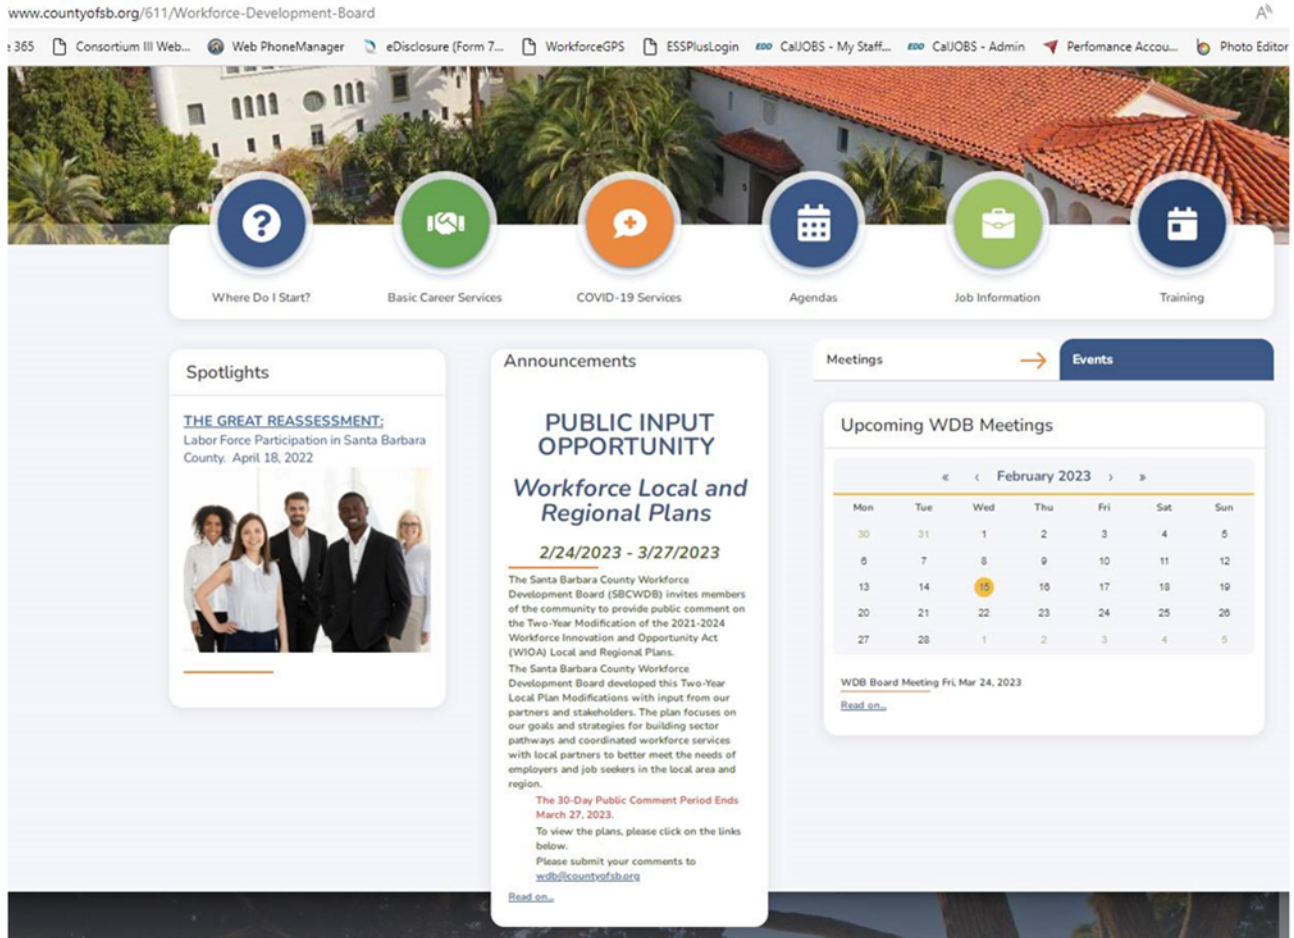 www.countyofsb.org/611/Workforce-Development-Board
365 Consortium III Web... Web PhoneManager eDisclosure (Form 7... WorkforceGPS ESSPlusLogin EDD CalJOBS - My Staff... EDD CalJOBS - Admin Perfomance Accou... Photo Editor
Where Do I Start? Basic Career Services COVID-19 Services Agendas Job Information Training
Spotlights
THE GREAT REASSESSMENT:
Labor Force Participation in Santa Barbara
County. April 18, 2022
Announcements
PUBLIC INPUT
OPPORTUNITY
Workforce Local and
Regional Plans
2/24/2023 - 3/27/2023
The Santa Barbara County Workforce
Development Board (SBCWDB) invites members
of the community to provide public comment on
the Two-Year Modification of the 2021-2024
Workforce Innovation and Opportunity Act
(WIOA) Local and Regional Plans.
The Santa Barbara County Workforce
Development Board developed this Two-Year
Local Plan Modifications with input from our
partners and stakeholders. The plan focuses on
our goals and strategies for building sector
pathways and coordinated workforce services
with local partners to better meet the needs of
employers and job seekers in the local area and
region.
The 30-Day Public Comment Period Ends
March 27, 2023.
To view the plans, please click on the links
below.
Please submit your comments to
wdb@countyofsb.org
Read on...
Meetings → Events
Upcoming WDB Meetings
« ‹ February 2023 › »
Mon Tue Wed Thu Fri Sat Sun
30 31 1 2 3 4 5
6 7 8 9 10 11 12
13 14 15 16 17 18 19
20 21 22 23 24 25 26
27 28 1 2 3 4 5
WDB Board Meeting Fri, Mar 24, 2023
Read on...